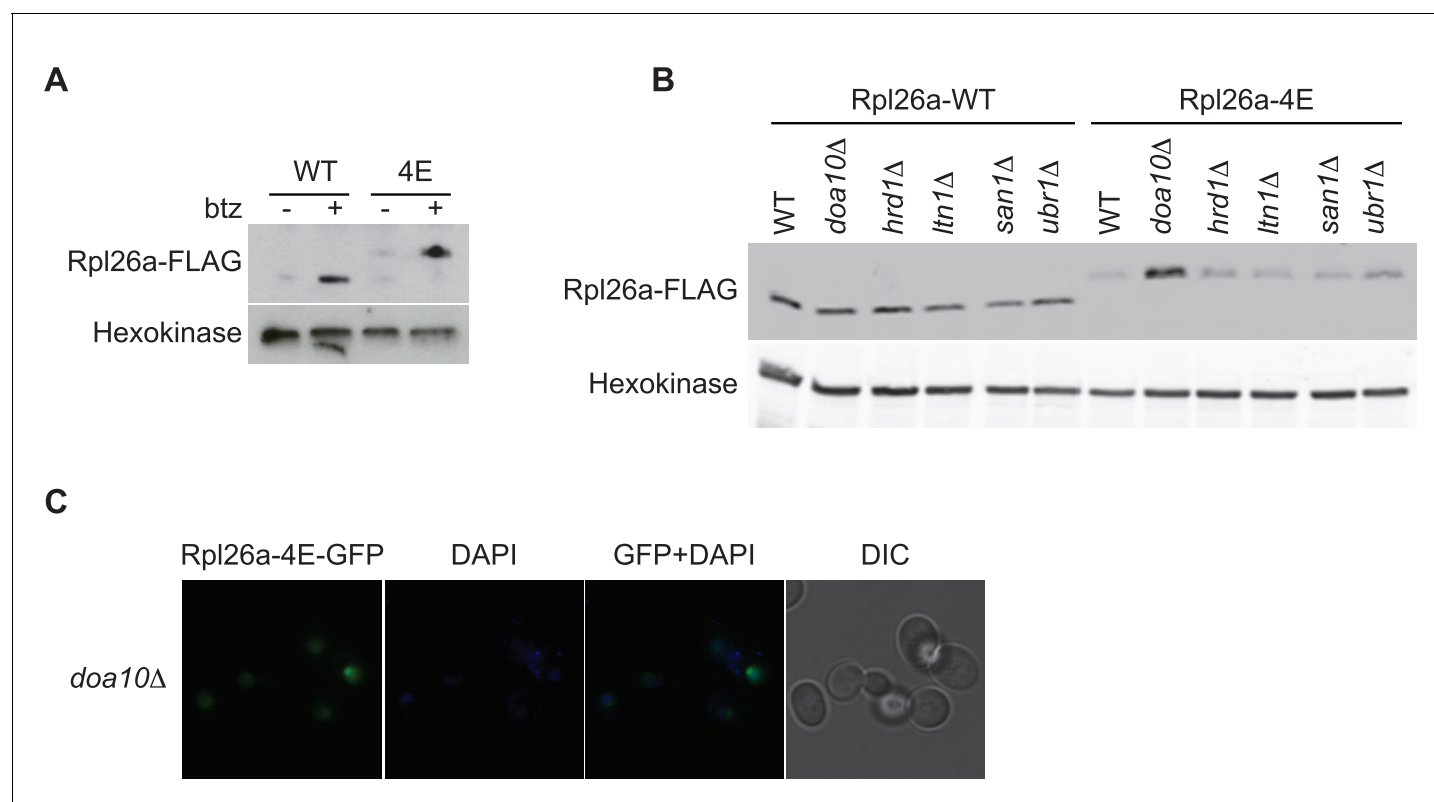 A
WT 4E
btz - + - +
Rpl26a-FLAG
Hexokinase
B
Rpl26a-WT Rpl26a-4E
WT doa10Δ hrd1Δ ltn1Δ san1Δ ubr1Δ WT doa10Δ hrd1Δ ltn1Δ san1Δ ubr1Δ
Rpl26a-FLAG
Hexokinase
C
Rpl26a-4E-GFP DAPI GFP+DAPI DIC
doa10Δ